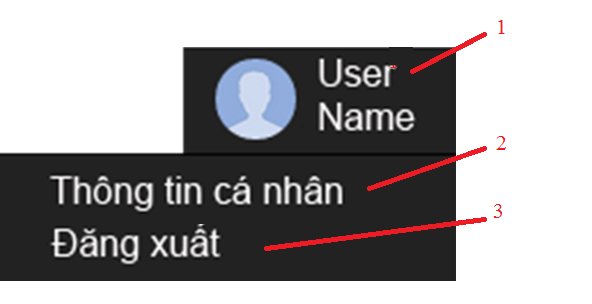 1
User
Name
2
Thông tin cá nhân
3
Đăng xuất